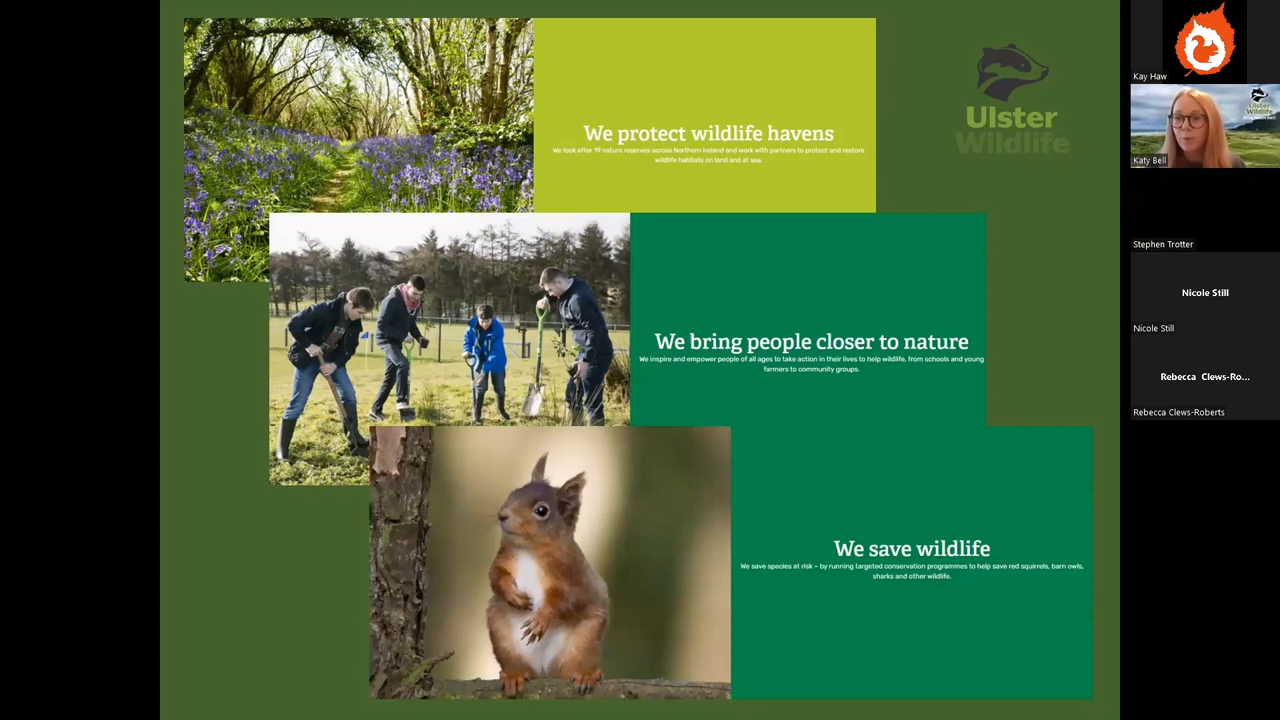 We protect wildlife havens
We look after 19 nature reserves across Northern Ireland and work with partners to protect and restore
wildlife habitats on land and at sea.
Ulster
Wildlife
We bring people closer to nature
We inspire and empower people of all ages to take action in their lives to help wildlife, from schools and young
farmers to community groups.
We save wildlife
We save species at risk – by running targeted conservation programmes to help save red squirrels, barn owls,
sharks and other wildlife.
Kay Haw
Ulster
Wildlife
Katy Bell
Stephen Trotter
Nicole Still
Nicole Still
Rebecca Clews-Ro...
Rebecca Clews-Roberts